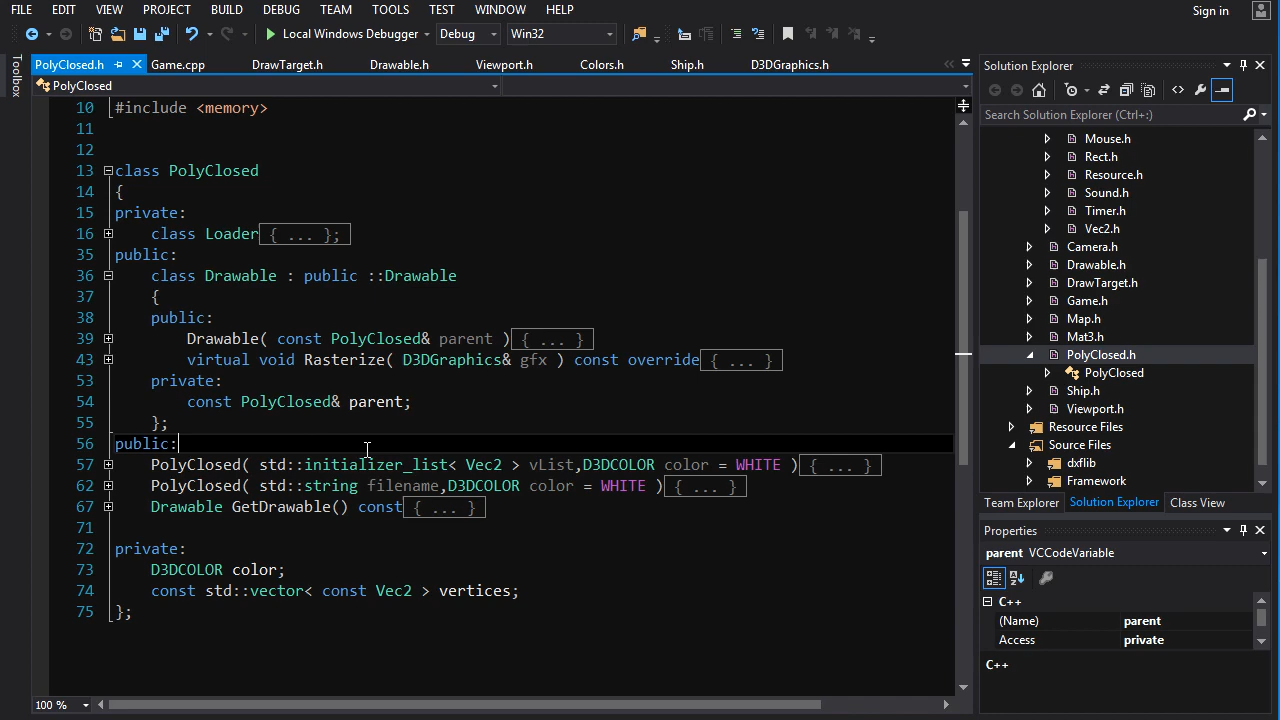 FILE EDIT VIEW PROJECT BUILD DEBUG TEAM TOOLS TEST WINDOW HELP Sign in
Local Windows Debugger Debug Win32
Toolbox
PolyClosed.h Game.cpp DrawTarget.h Drawable.h Viewport.h Colors.h Ship.h D3DGraphics.h
PolyClosed
10 #include <memory>
11
12
13 class PolyClosed
14 {
15 private:
16 class Loader{ ... };
35 public:
36 class Drawable : public ::Drawable
37 {
38 public:
39 Drawable( const PolyClosed& parent ){ ... }
43 virtual void Rasterize( D3DGraphics& gfx ) const override{ ... }
53 private:
54 const PolyClosed& parent;
55 };
56 public:
57 PolyClosed( std::initializer_list< Vec2 > vList,D3DCOLOR color = WHITE ){ ... }
62 PolyClosed( std::string filename,D3DCOLOR color = WHITE ){ ... }
67 Drawable GetDrawable() const{ ... }
71
72 private:
73 D3DCOLOR color;
74 const std::vector< const Vec2 > vertices;
75 };
100 %
Solution Explorer
Search Solution Explorer (Ctrl+;)
Mouse.h
Rect.h
Resource.h
Sound.h
Timer.h
Vec2.h
Camera.h
Drawable.h
DrawTarget.h
Game.h
Map.h
Mat3.h
PolyClosed.h
PolyClosed
Ship.h
Viewport.h
Resource Files
Source Files
dxflib
Framework
Team Explorer Solution Explorer Class View
Properties
parent VCCodeVariable
C++
(Name) parent
Access private
C++